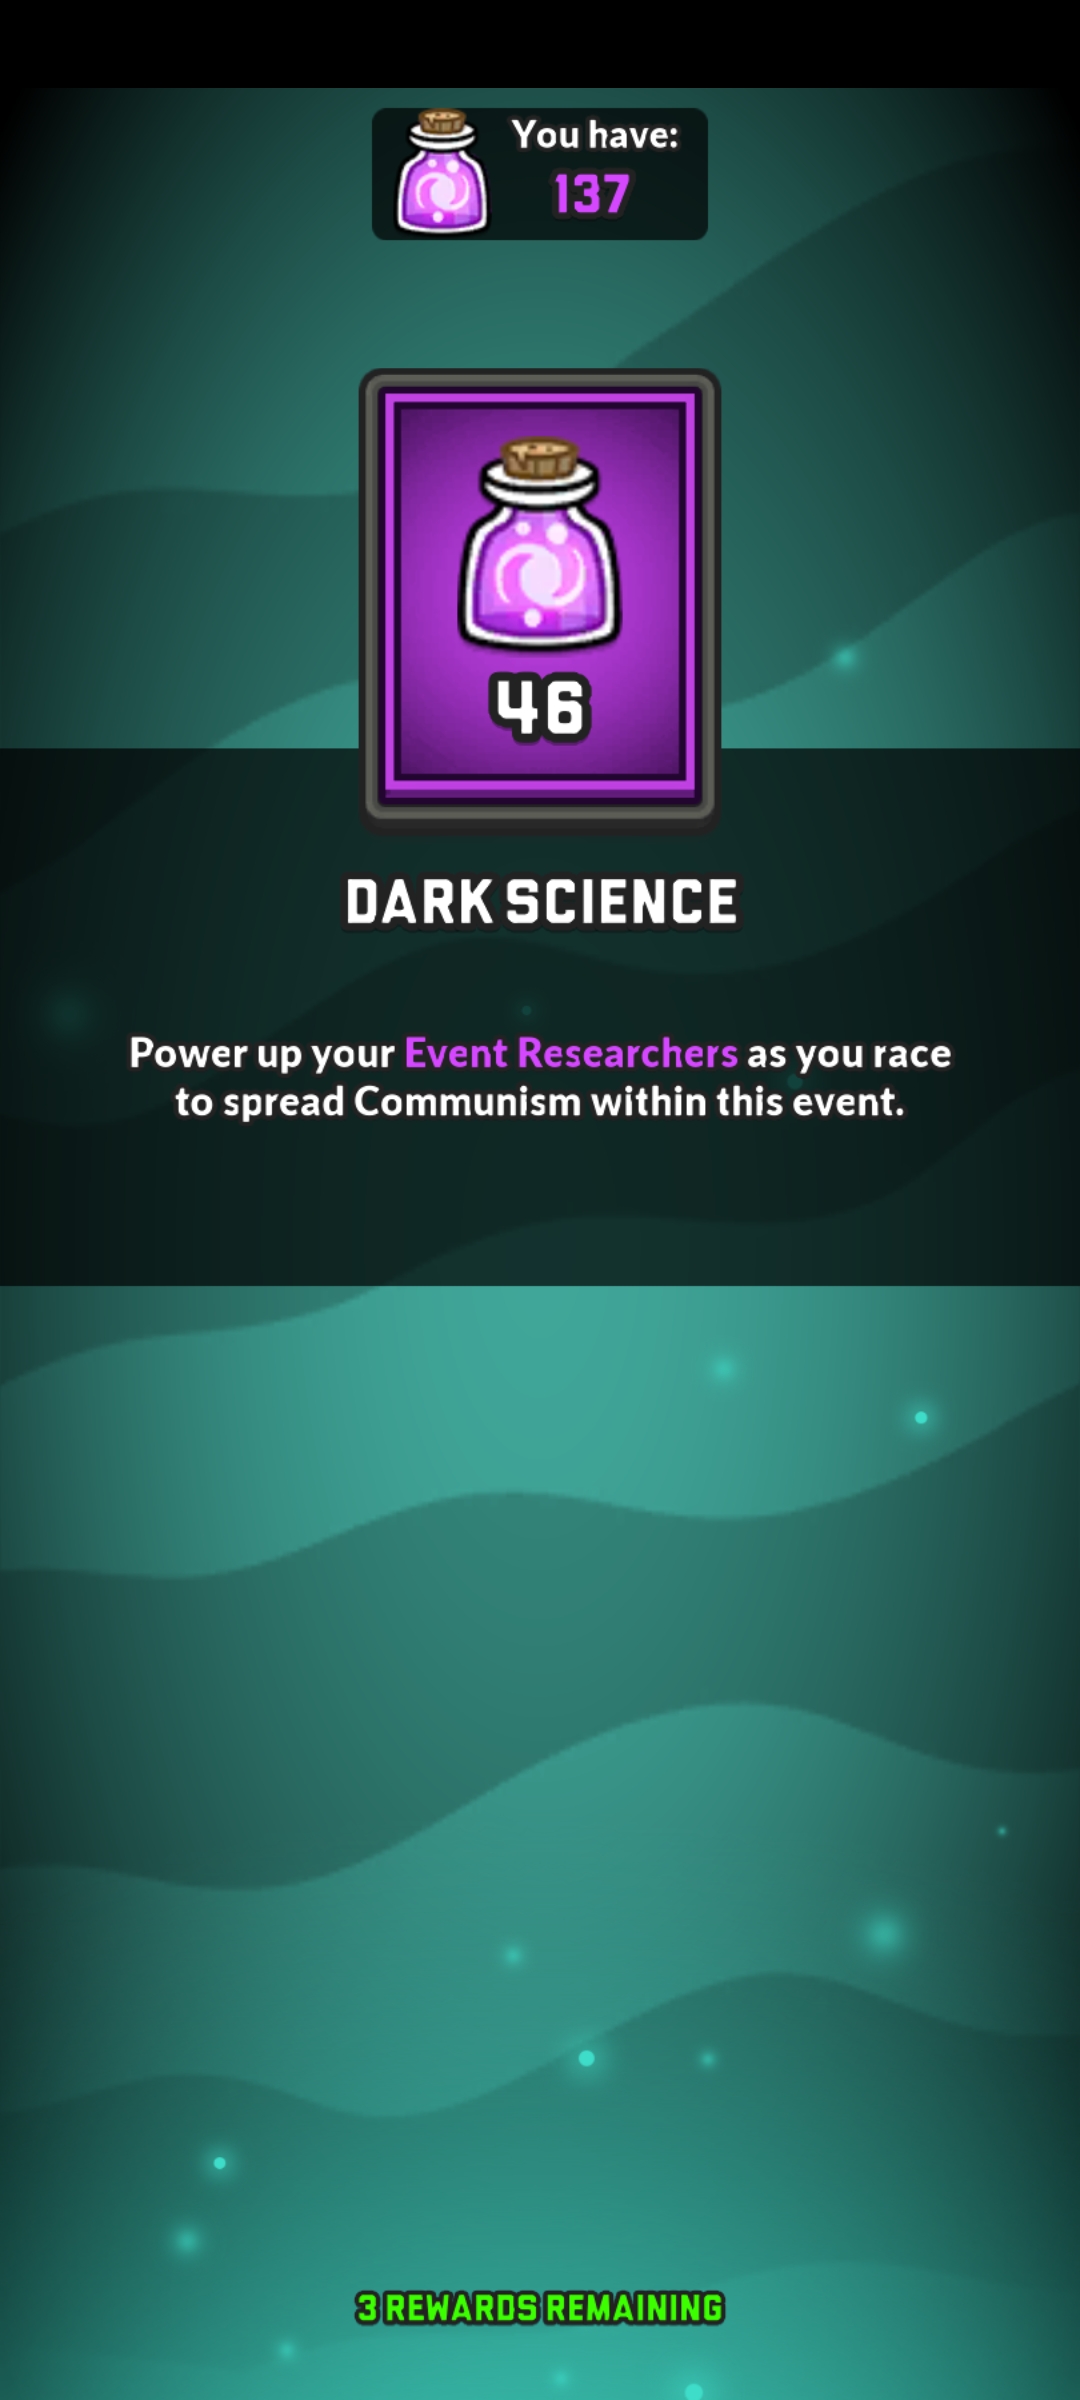 You have:
137
46
DARK SCIENCE
Power up your Event Researchers as you race
to spread Communism within this event.
3 REWARDS REMAINING